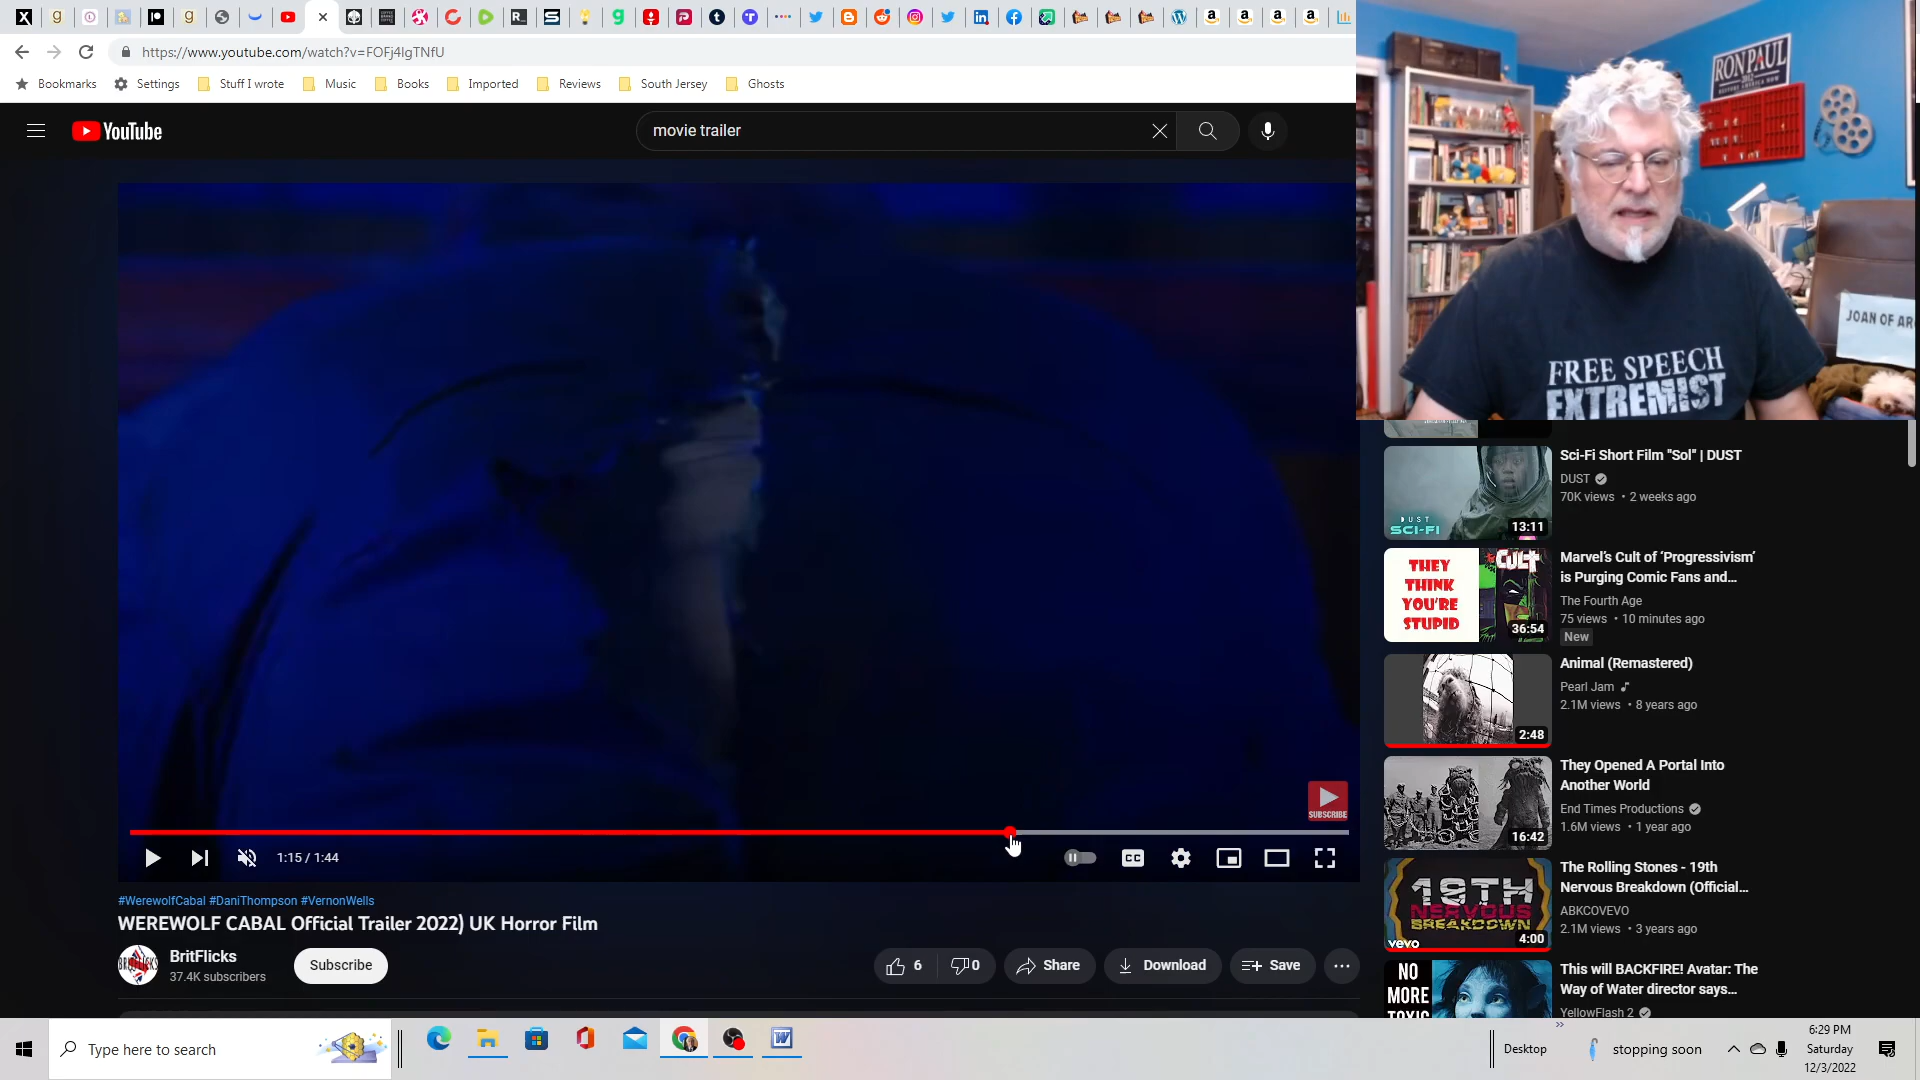 https://www.youtube.com/watch?v=FOFj4lgTNfU
Bookmarks Settings Stuff I wrote Music Books Imported Reviews South Jersey Ghosts
YouTube
movie trailer
RON PAUL
JOAN OF AR
FREE SPEECH
EXTREMIST
SUBSCRIBE
1:15 / 1:44
CC
#WerewolfCabal #DaniThompson #VernonWells
WEREWOLF CABAL Official Trailer 2022) UK Horror Film
BRITFLICKS
BritFlicks
37.4K subscribers
Subscribe
6
0
Share
Download
Save
DUST
SCI-FI
13:11
Sci-Fi Short Film "Sol" | DUST
DUST
70K views • 2 weeks ago
THEY
THINK
YOU'RE
STUPID
CULT
36:54
Marvel's Cult of 'Progressivism'
is Purging Comic Fans and...
The Fourth Age
75 views • 10 minutes ago
New
2:48
Animal (Remastered)
Pearl Jam
2.1M views • 8 years ago
16:42
They Opened A Portal Into
Another World
End Times Productions
1.6M views • 1 year ago
19TH
NERVOUS
BREAKDOWN
vevo
4:00
The Rolling Stones - 19th
Nervous Breakdown (Official...
ABKCOVEVO
2.1M views • 3 years ago
NO
MORE
TOXIC
This will BACKFIRE! Avatar: The
Way of Water director says...
YellowFlash 2
Type here to search
Desktop
stopping soon
6:29 PM
Saturday
12/3/2022